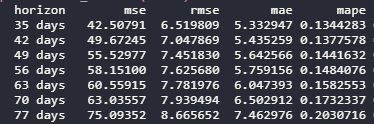 horizon mse rmse mae mape
35 days 42.50791 6.519809 5.332947 0.1344283
42 days 49.67245 7.047869 5.435259 0.1377578
49 days 55.52977 7.451830 5.642566 0.1441632
56 days 58.15100 7.625680 5.759156 0.1484076
63 days 60.55915 7.781976 6.047393 0.1582553
70 days 63.03557 7.939494 6.502912 0.1732337
77 days 75.09352 8.665652 7.462976 0.2030716